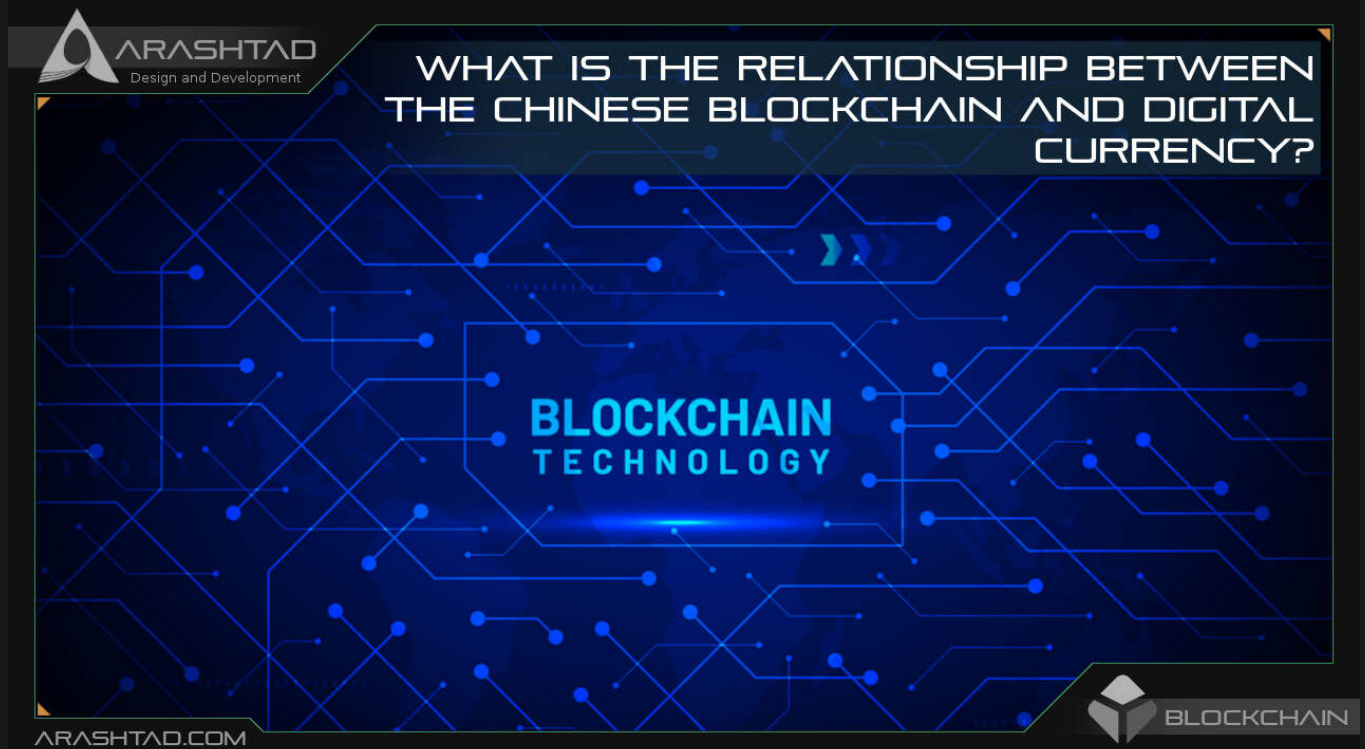 ARASHTAD
Design and Development
WHAT IS THE RELATIONSHIP BETWEEN
THE CHINESE BLOCKCHAIN AND DIGITAL
CURRENCY?
BLOCKCHAIN
TECHNOLOGY
BLOCKCHAIN
ARASHTAD.COM